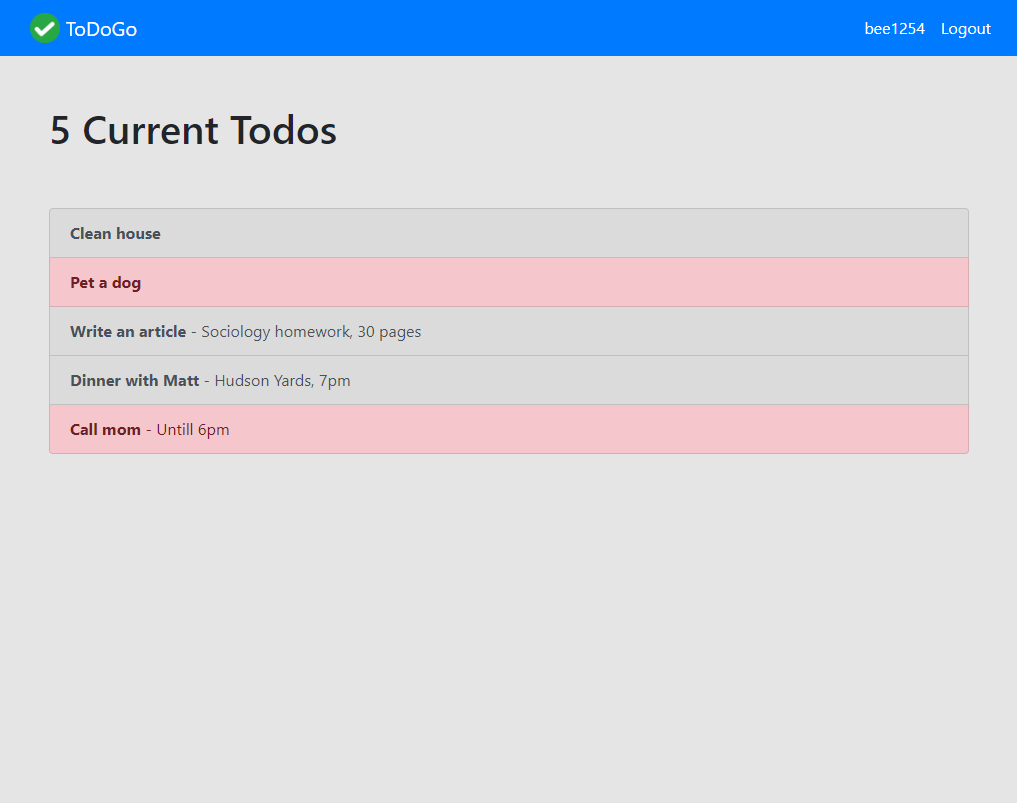 ToDoGo
bee1254 Logout
5 Current Todos
Clean house
Pet a dog
Write an article - Sociology homework, 30 pages
Dinner with Matt - Hudson Yards, 7pm
Call mom - Untill 6pm